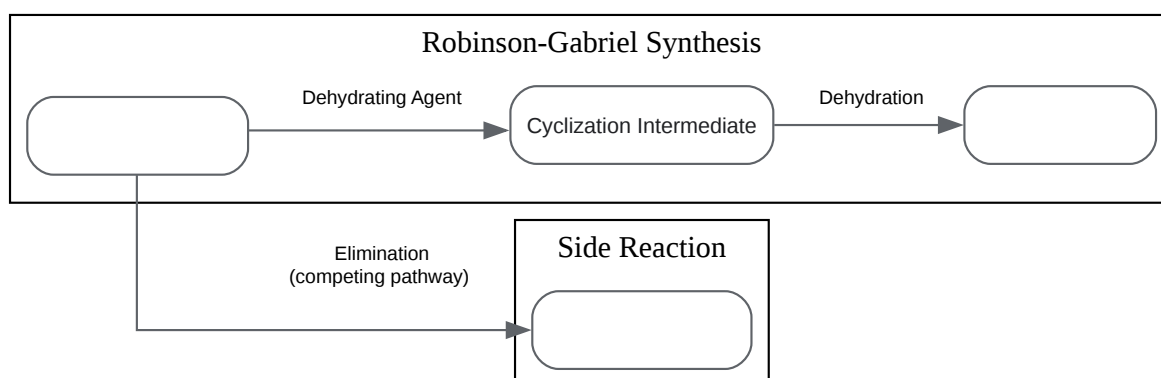 Robinson-Gabriel Synthesis
Dehydrating Agent
Cyclization Intermediate
Dehydration
Elimination
(competing pathway)
Side Reaction